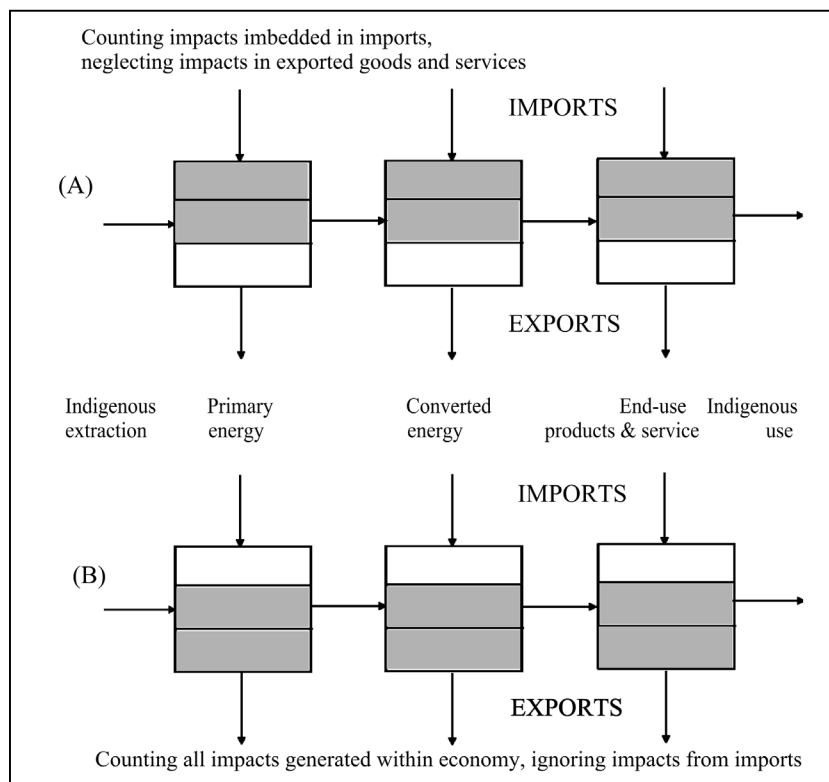 Counting impacts imbedded in imports,
neglecting impacts in exported goods and services
IMPORTS
(A)
EXPORTS
Indigenous extraction
Primary energy
Converted energy
End-use products & service
Indigenous use
IMPORTS
(B)
EXPORTS
Counting all impacts generated within economy, ignoring impacts from imports